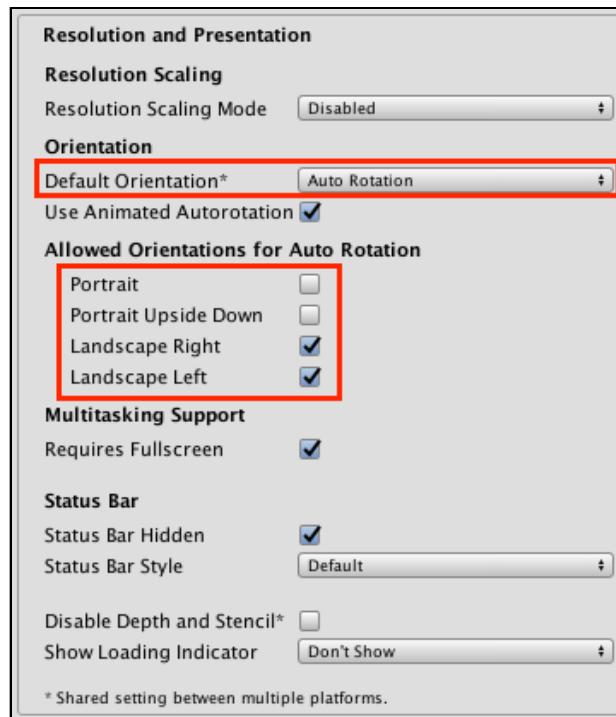 Resolution and Presentation
Resolution Scaling
Resolution Scaling Mode Disabled
Orientation
Default Orientation* Auto Rotation
Use Animated Autorotation
Allowed Orientations for Auto Rotation
Portrait
Portrait Upside Down
Landscape Right
Landscape Left
Multitasking Support
Requires Fullscreen
Status Bar
Status Bar Hidden
Status Bar Style Default
Disable Depth and Stencil*
Show Loading Indicator Don't Show
* Shared setting between multiple platforms.